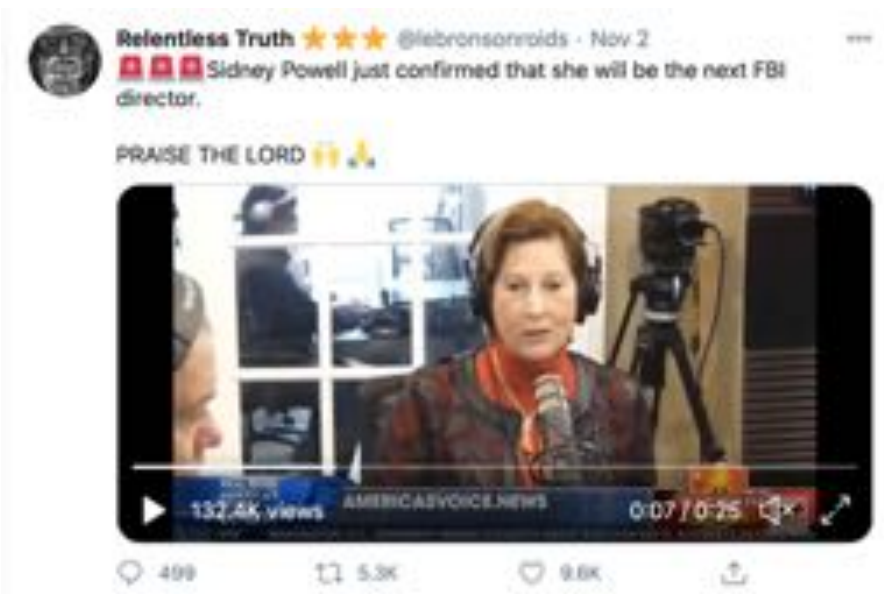 Relentless Truth ⭐⭐⭐ @lebronsonroids · Nov 2
🚨🚨🚨Sidney Powell just confirmed that she will be the next FBI
director.
PRAISE THE LORD 🙌 🙏
AMERICASVOICE.NEWS
132.4K views 0:07 / 0:25
499 5.3K 9.6K